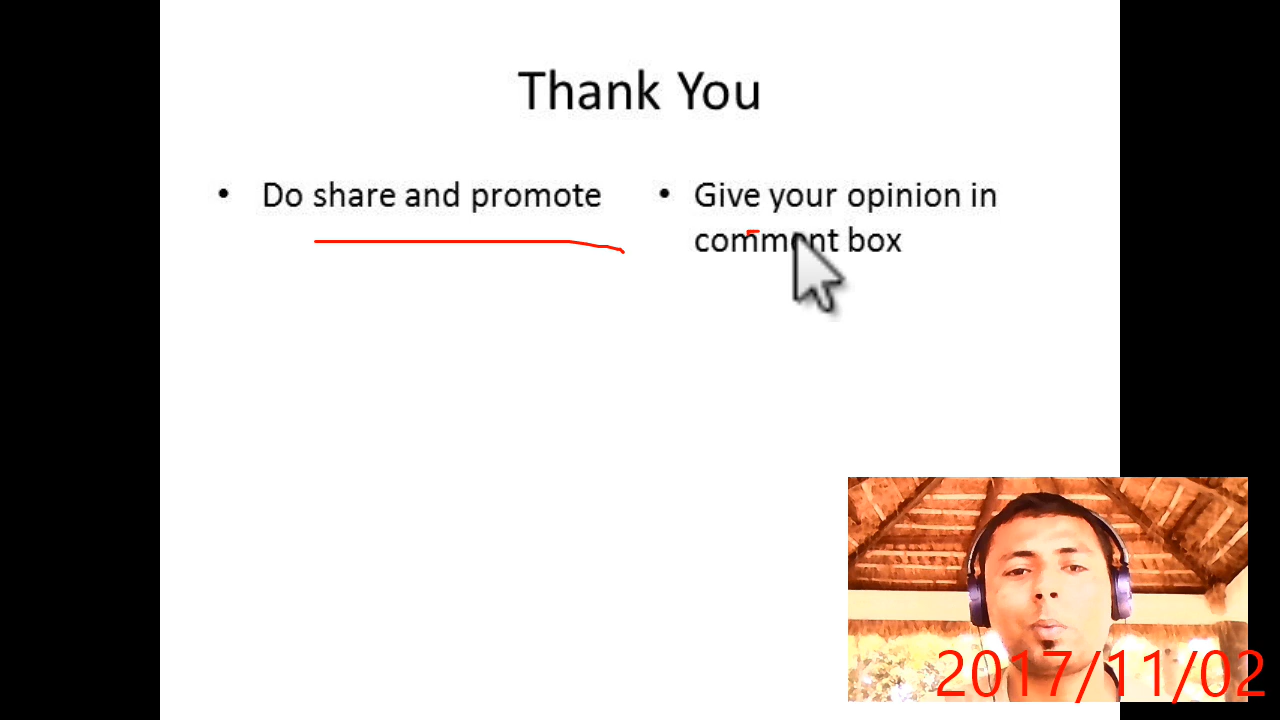 Thank You
• Do share and promote
• Give your opinion in
comment box
2017/11/02